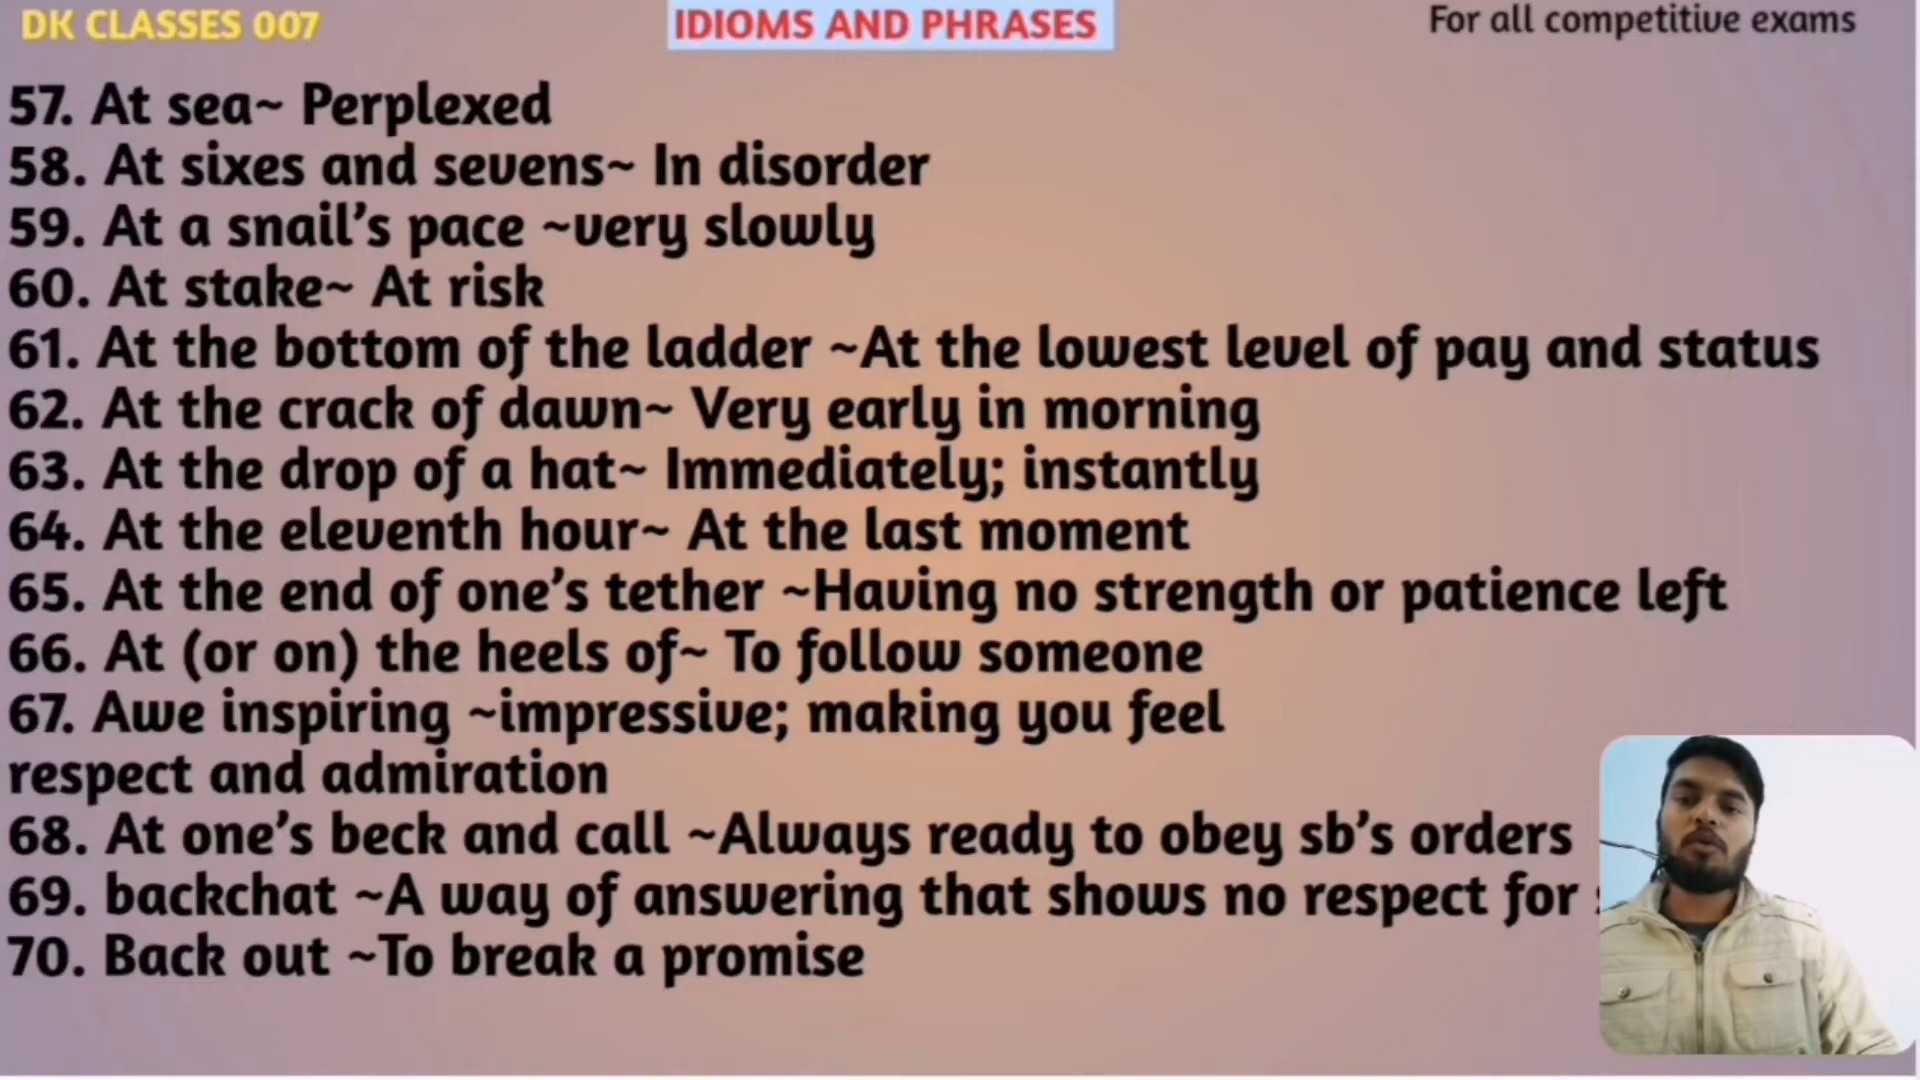 DK CLASSES 007
IDIOMS AND PHRASES
For all competitive exams
57. At sea~ Perplexed
58. At sixes and sevens~ In disorder
59. At a snail’s pace ~very slowly
60. At stake~ At risk
61. At the bottom of the ladder ~At the lowest level of pay and status
62. At the crack of dawn~ Very early in morning
63. At the drop of a hat~ Immediately; instantly
64. At the eleventh hour~ At the last moment
65. At the end of one’s tether ~Having no strength or patience left
66. At (or on) the heels of~ To follow someone
67. Awe inspiring ~impressive; making you feel
respect and admiration
68. At one’s beck and call ~Always ready to obey sb’s orders
69. backchat ~A way of answering that shows no respect for
70. Back out ~To break a promise